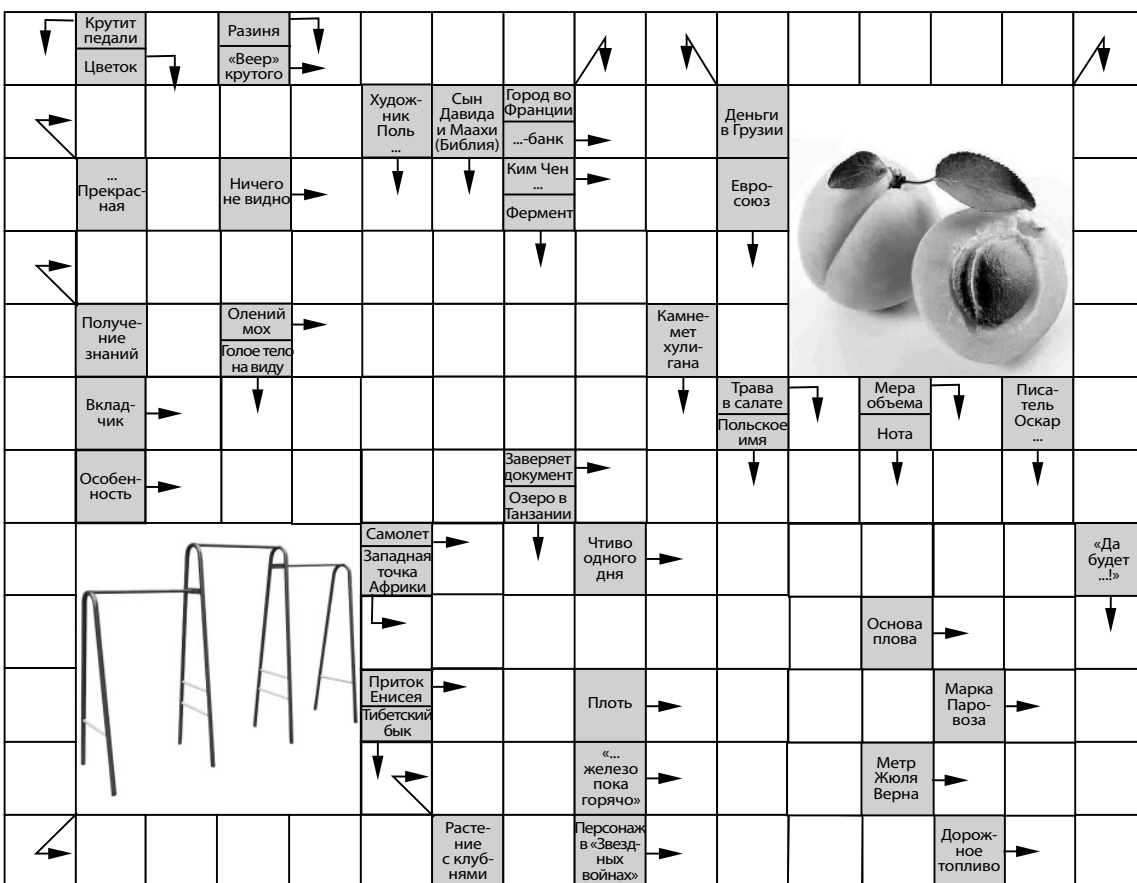 Крутит
педали
Цветок
Разиня
«Веер»
крутого
Худож-
ник
Поль
...
Сын
Давида
и Маахи
(Библия)
Город во
Франции
...-банк
Деньги
в Грузии
...
Прекрас-
ная
Ничего
не видно
Ким Чен
...
Фермент
Евро-
союз
Получе-
ние
знаний
Олений
мох
Голое тело
на виду
Камне-
мет
хули-
гана
Вклад-
чик
Трава
в салате
Польское
имя
Мера
объема
Нота
Писа-
тель
Оскар
...
Особен-
ность
Заверяет
документ
Озеро в
Танзании
Самолет
Западная
точка
Африки
Чтиво
одного
дня
«Да
будет
...!»
Основа
плова
Приток
Енисея
Тибетский
бык
Плоть
Марка
Паро-
воза
«...
железо
пока
горячо»
Метр
Жюля
Верна
Расте-
ние
с клуб-
нями
Персонаж
в «Звезд-
ных
войнах»
Дорож-
ное
топливо